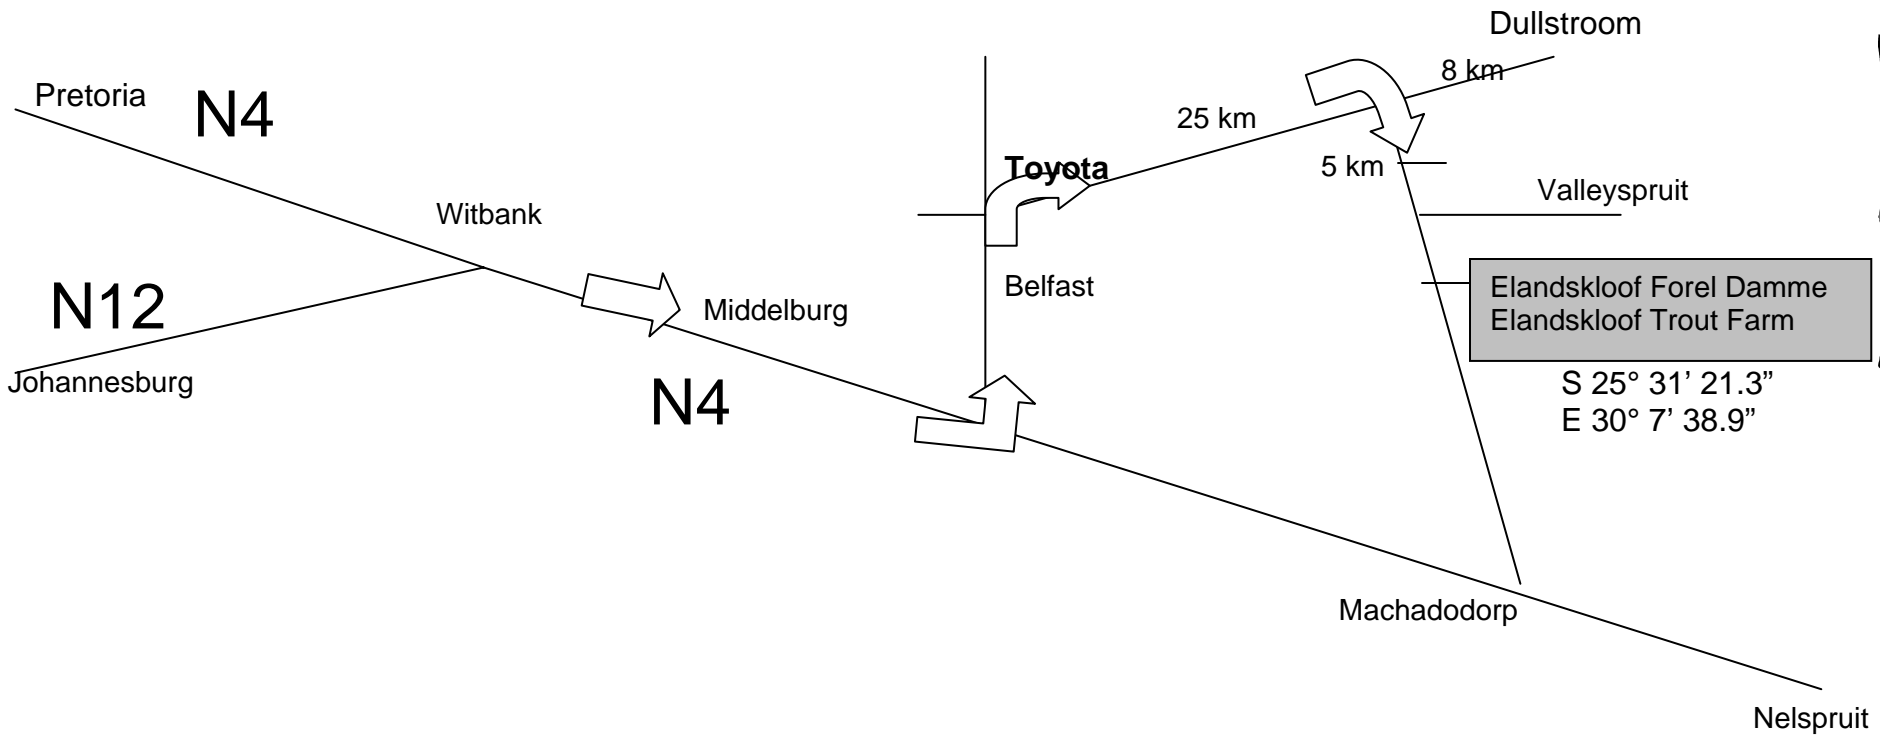 Dullstroom
8 km
Pretoria
N4
25 km
Toyota
5 km
Valleyspruit
Witbank
N12
Belfast
Elandskloof Forel Damme
Elandskloof Trout Farm
Middelburg
Johannesburg
N4
S 25° 31’ 21.3”
E 30° 7’ 38.9”
Machadodorp
Nelspruit